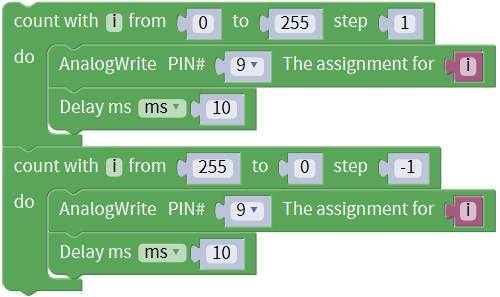 count with i from 0 to 255 step 1
do
AnalogWrite PIN# 9 The assignment for i
Delay ms ms 10
count with i from 255 to 0 step -1
do
AnalogWrite PIN# 9 The assignment for i
Delay ms ms 10